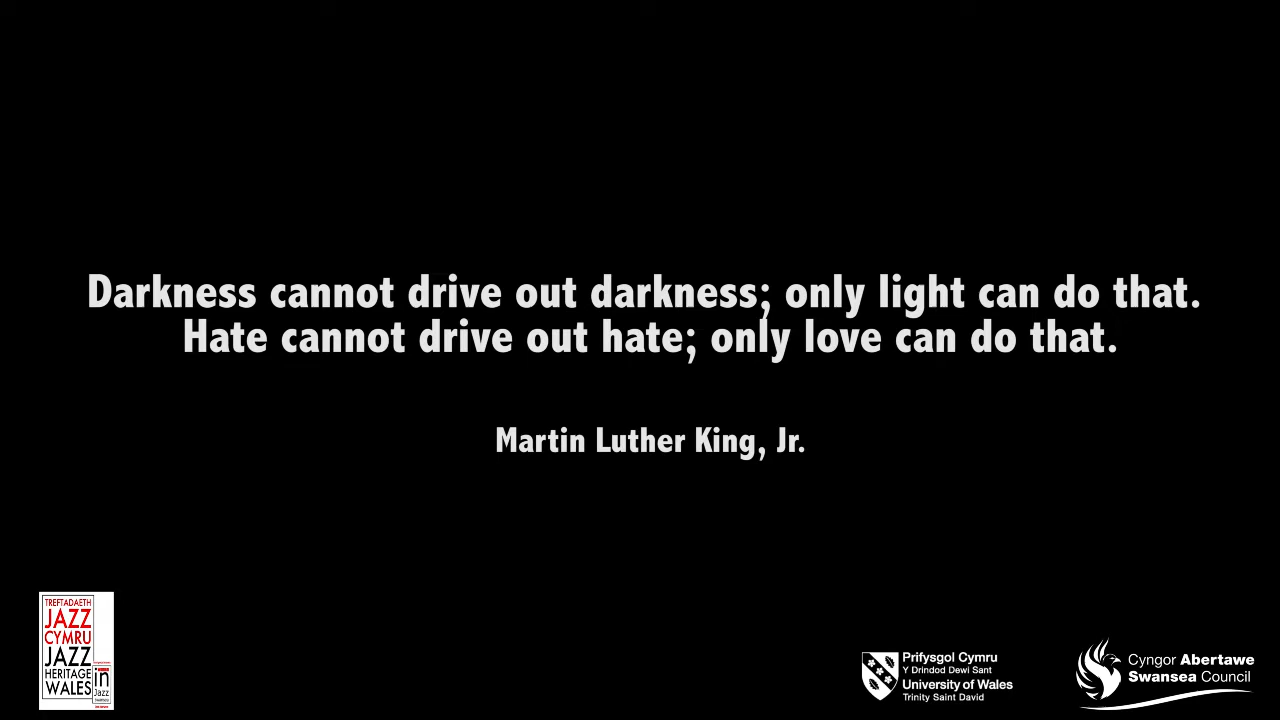 Darkness cannot drive out darkness; only light can do that.
Hate cannot drive out hate; only love can do that.
Martin Luther King, Jr.
TREFTADAETH
JAZZ
CYMRU
JAZZ
HERITAGE
WALES
in
Jazz
Prifysgol Cymru
Y Drindod Dewi Sant
University of Wales
Trinity Saint David
Cyngor Abertawe
Swansea Council